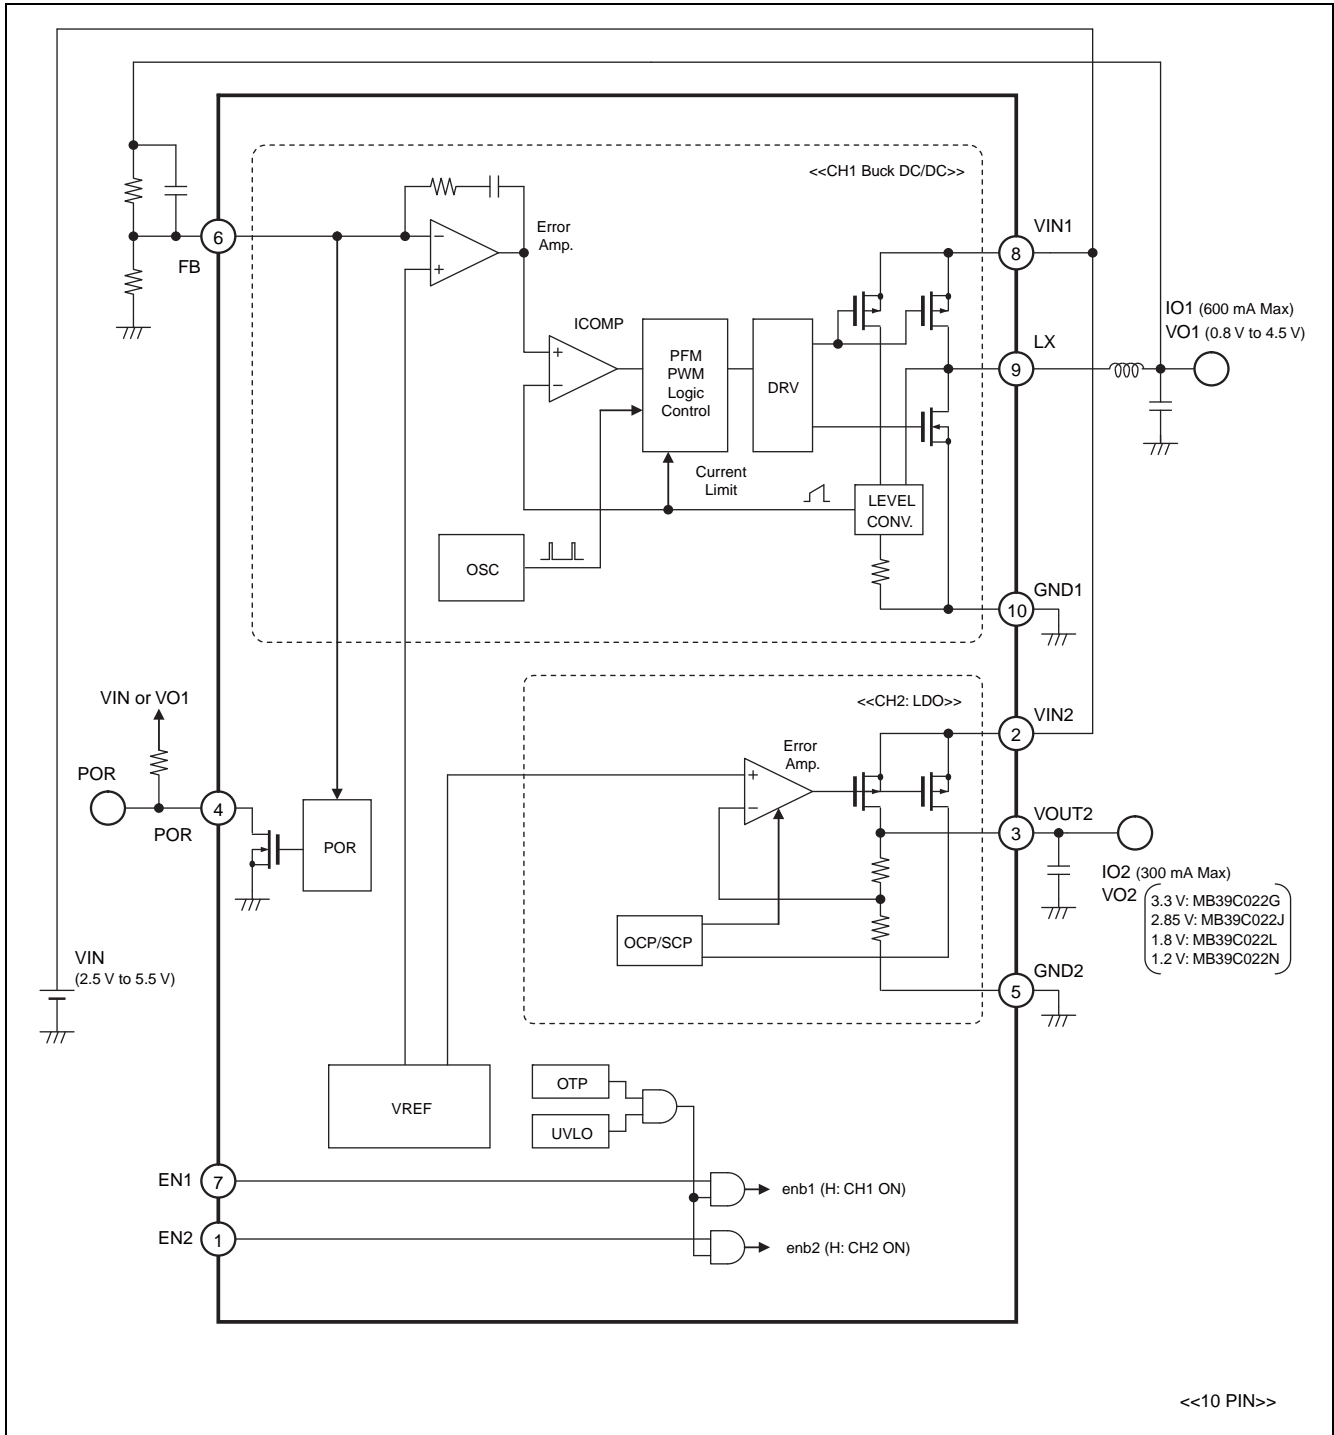 <<CH1 Buck DC/DC>>
Error
Amp.
VIN1
8
6
FB
IO1 (600 mA Max)
VO1 (0.8 V to 4.5 V)
ICOMP
LX
9
PFM
PWM
Logic
Control
DRV
Current
Limit
LEVEL
CONV.
OSC
GND1
10
<<CH2: LDO>>
VIN or VO1
VIN2
2
Error
Amp.
POR
4
POR
POR
VOUT2
3
IO2 (300 mA Max)
VO2
3.3 V: MB39C022G
2.85 V: MB39C022J
1.8 V: MB39C022L
1.2 V: MB39C022N
OCP/SCP
VIN
(2.5 V to 5.5 V)
GND2
5
VREF
OTP
UVLO
EN1
7
enb1 (H: CH1 ON)
EN2
1
enb2 (H: CH2 ON)
<<10 PIN>>